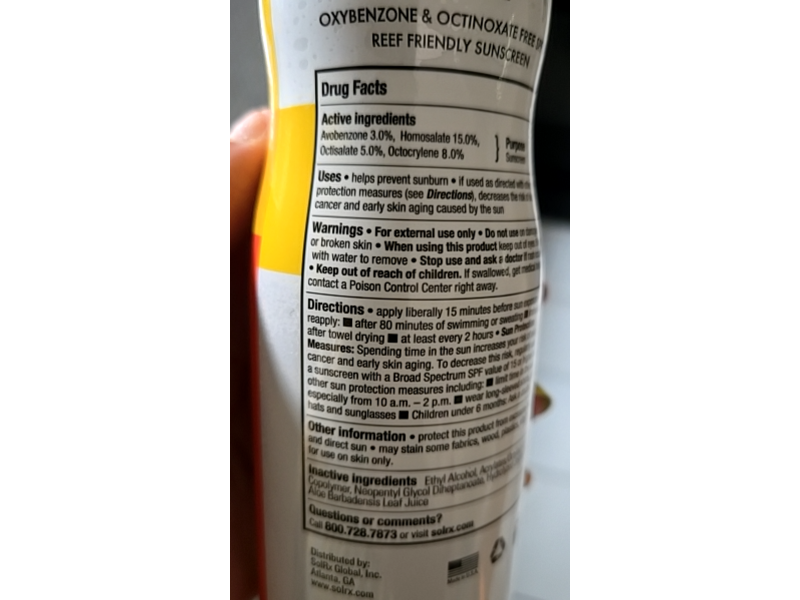 OXYBENZONE & OCTINOXATE FREE
REEF FRIENDLY SUNSCREEN
Drug Facts
Active ingredients
Avobenzone 3.0%, Homosalate 15.0%,
Octisalate 5.0%, Octocrylene 8.0%
Purpose
Sunscreen
Uses • helps prevent sunburn • if used as directed with
protection measures (see Directions), decreases the risk of
cancer and early skin aging caused by the sun
Warnings • For external use only • Do not use on
or broken skin • When using this product keep out of
with water to remove • Stop use and ask a doctor if
• Keep out of reach of children. If swallowed, get medical
contact a Poison Control Center right away.
Directions • apply liberally 15 minutes before sun
reapply: ■ after 80 minutes of swimming or sweating ■
after towel drying ■ at least every 2 hours • Sun
Measures: Spending time in the sun increases your
cancer and early skin aging. To decrease this risk,
a sunscreen with a Broad Spectrum SPF value of 15
other sun protection measures including: ■ limit time
especially from 10 a.m. – 2 p.m. ■ wear long-sleeved
hats and sunglasses ■ Children under 6 months:
Other information • protect this product from
and direct sun • may stain some fabrics, wood,
for use on skin only.
Inactive ingredients Ethyl Alcohol,
Copolymer, Neopentyl Glycol Diheptanoate,
Aloe Barbadensis Leaf Juice
Questions or comments?
Call 800.728.7873 or visit solrx.com
Distributed by:
SolRx Global, Inc.
Atlanta, GA
www.solrx.com